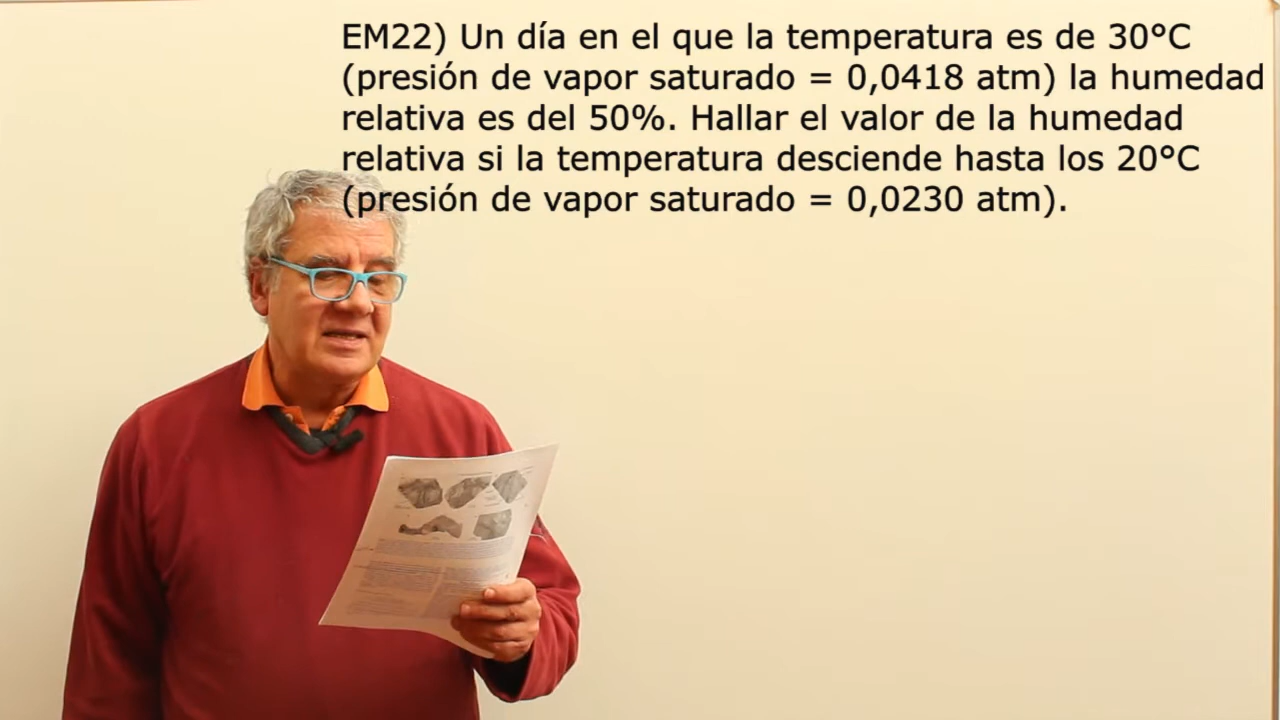 EM22) Un día en el que la temperatura es de 30°C
(presión de vapor saturado = 0,0418 atm) la humedad
relativa es del 50%. Hallar el valor de la humedad
relativa si la temperatura desciende hasta los 20°C
(presión de vapor saturado = 0,0230 atm).